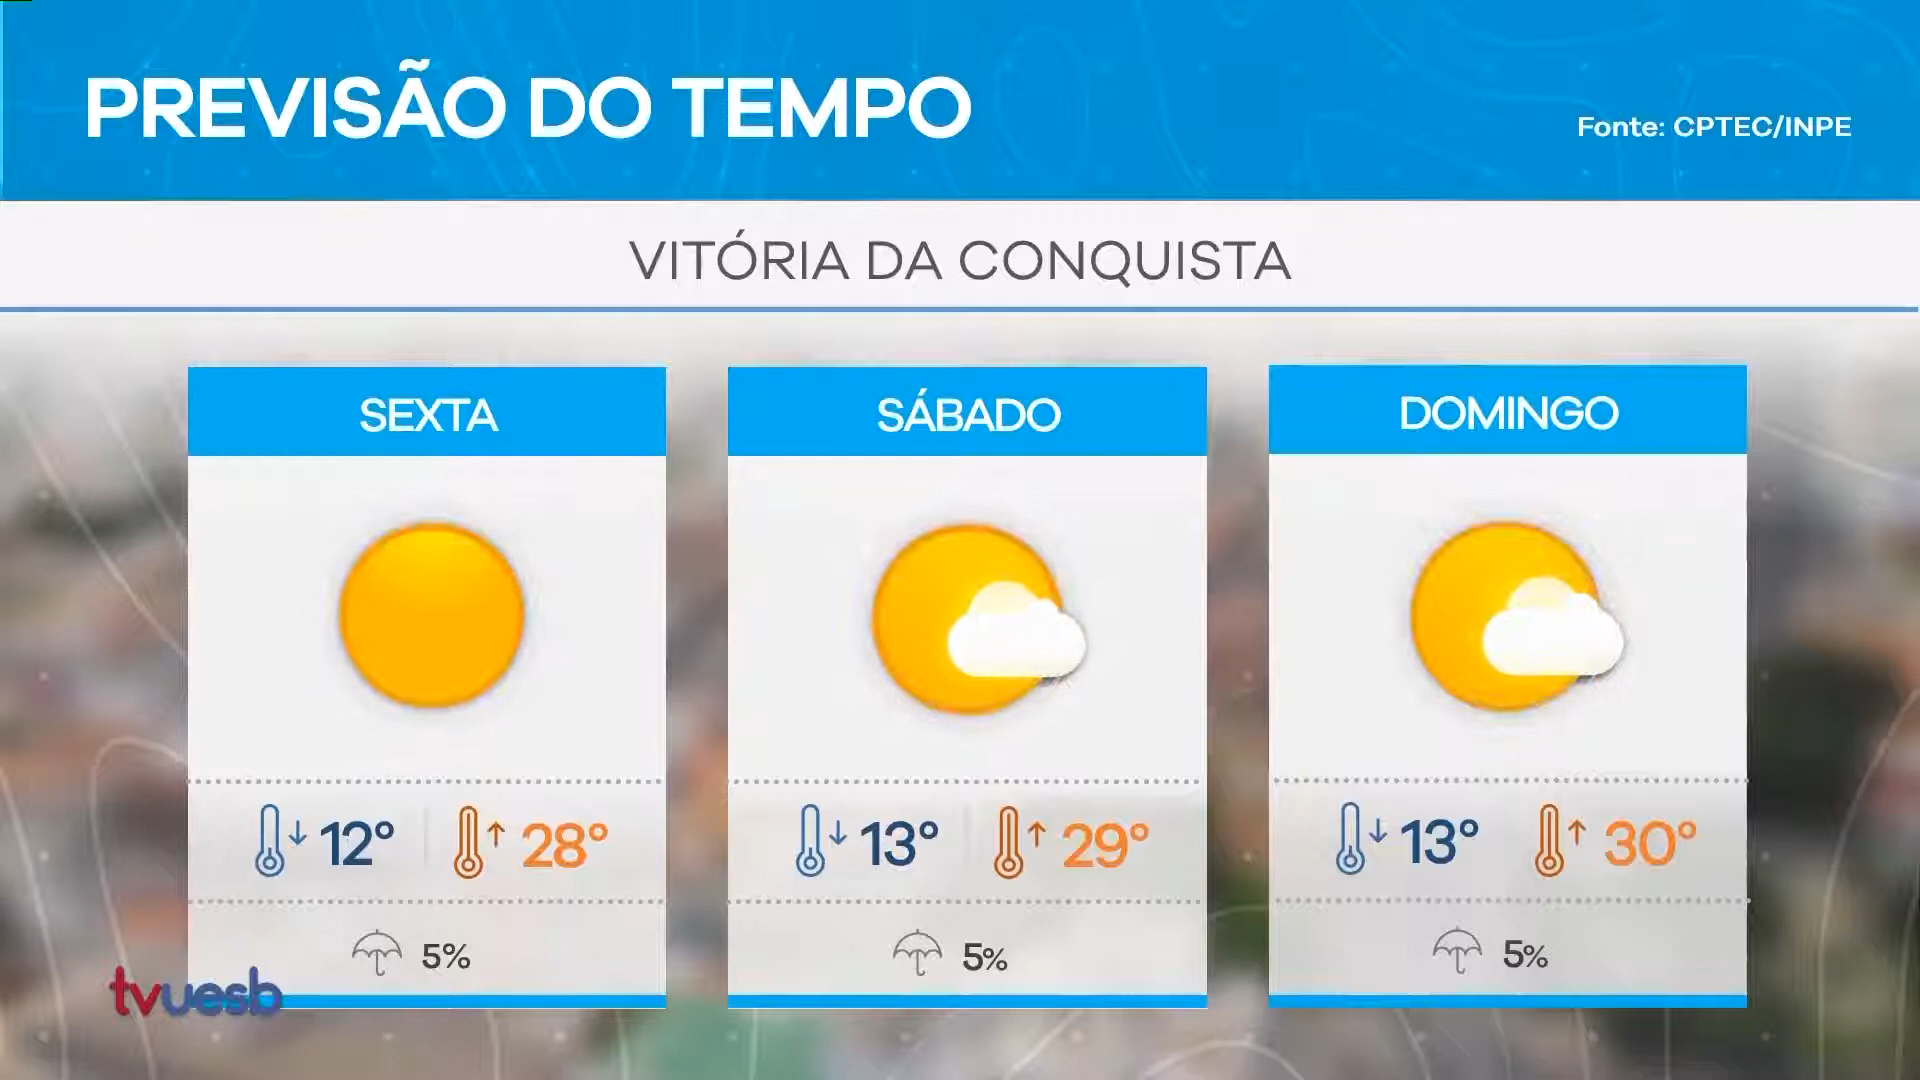 PREVISÃO DO TEMPO
Fonte: CPTEC/INPE
VITÓRIA DA CONQUISTA
SEXTA
12° 28°
5%
SÁBADO
13° 29°
5%
DOMINGO
13° 30°
5%
tvuesb